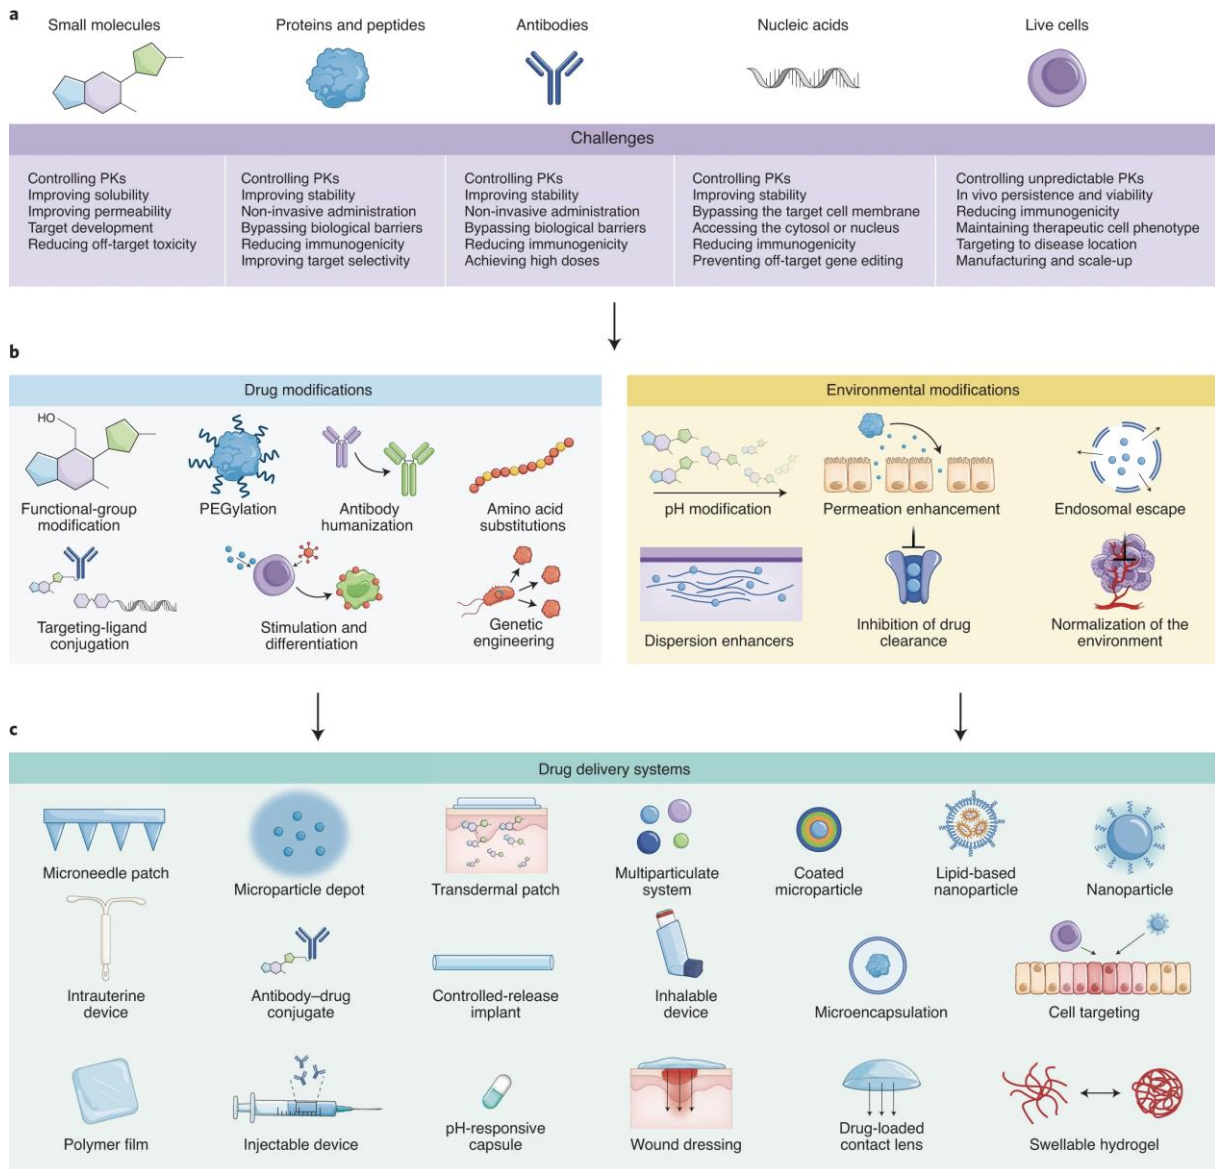 a
Small molecules
Proteins and peptides
Antibodies
Nucleic acids
Live cells
Challenges
Controlling PKs
Improving solubility
Improving permeability
Target development
Reducing off-target toxicity
Controlling PKs
Improving stability
Non-invasive administration
Bypassing biological barriers
Reducing immunogenicity
Improving target selectivity
Controlling PKs
Improving stability
Non-invasive administration
Bypassing biological barriers
Reducing immunogenicity
Achieving high doses
Controlling PKs
Improving stability
Bypassing the target cell membrane
Accessing the cytosol or nucleus
Reducing immunogenicity
Preventing off-target gene editing
Controlling unpredictable PKs
In vivo persistence and viability
Reducing immunogenicity
Maintaining therapeutic cell phenotype
Targeting to disease location
Manufacturing and scale-up
b
Drug modifications
HO
Functional-group
modification
PEGylation
Antibody
humanization
Amino acid
substitutions
Targeting-ligand
conjugation
Stimulation and
differentiation
Genetic
engineering
Environmental modifications
pH modification
Permeation enhancement
Endosomal escape
Dispersion enhancers
Inhibition of drug
clearance
Normalization of the
environment
c
Drug delivery systems
Microneedle patch
Microparticle depot
Transdermal patch
Multiparticulate
system
Coated
microparticle
Lipid-based
nanoparticle
Nanoparticle
Intrauterine
device
Antibody–drug
conjugate
Controlled-release
implant
Inhalable
device
Microencapsulation
Cell targeting
Polymer film
Injectable device
pH-responsive
capsule
Wound dressing
Drug-loaded
contact lens
Swellable hydrogel